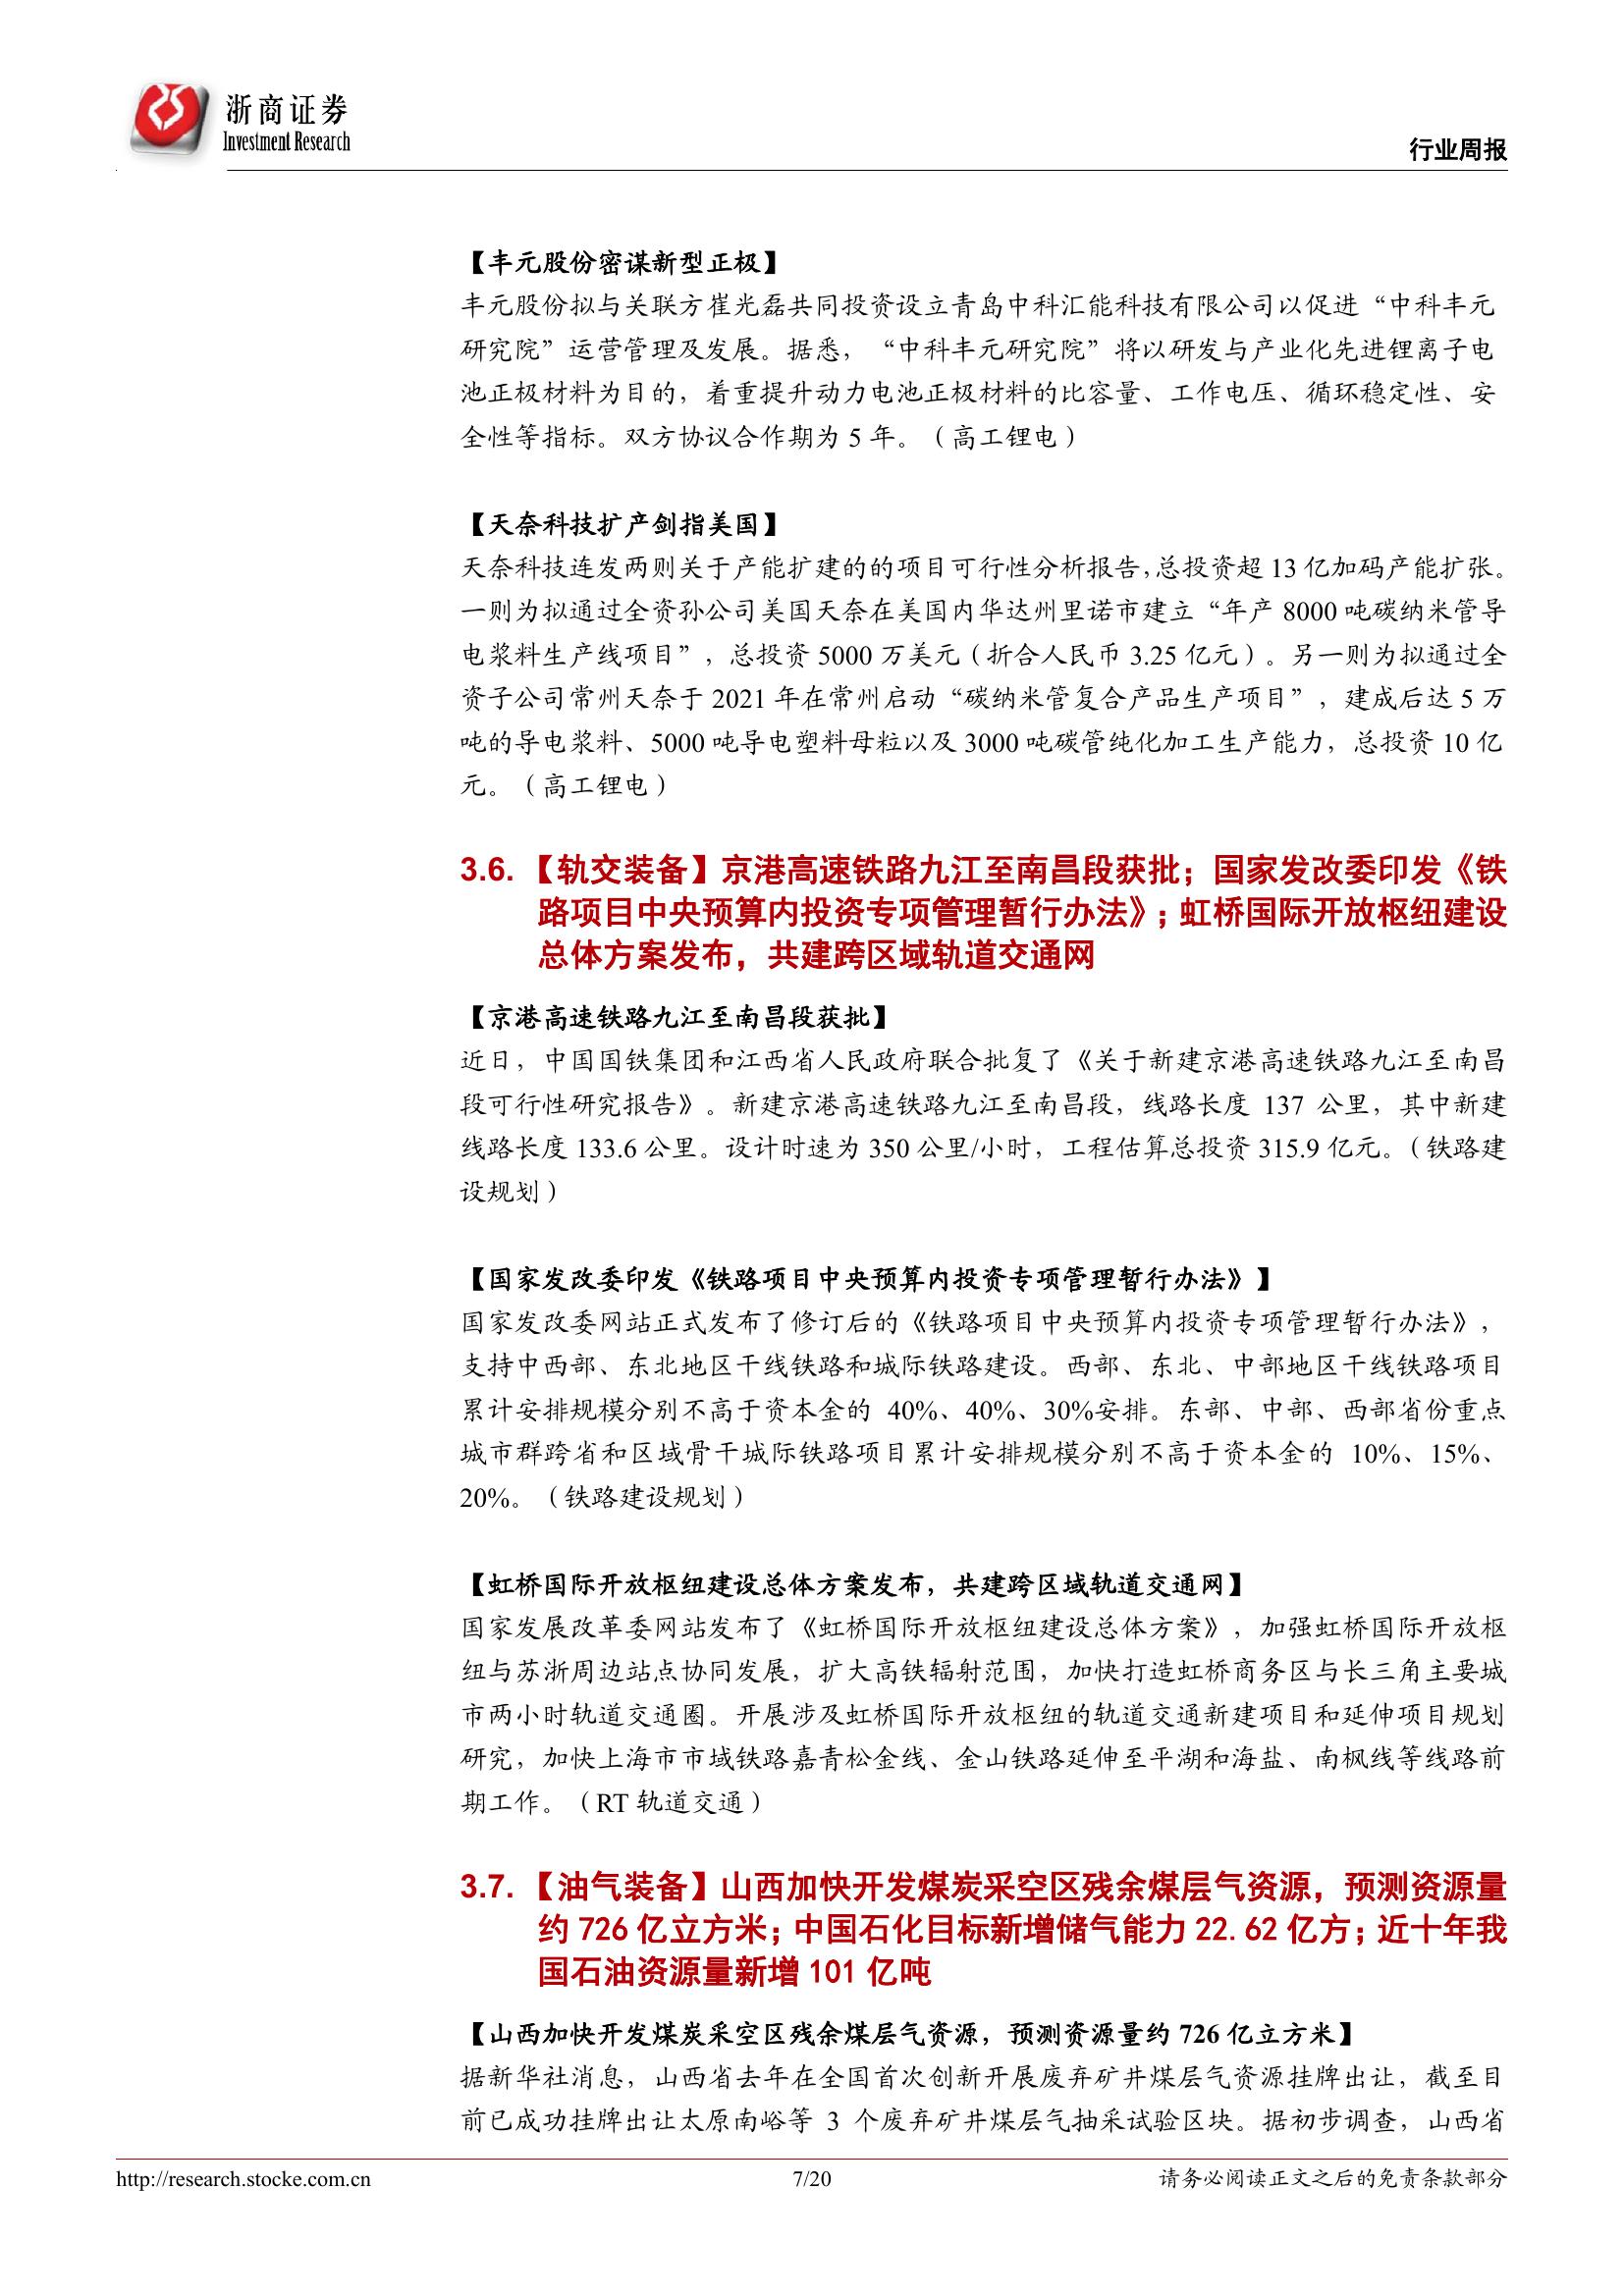 浙商证券
Investment Research
行业周报
【丰元股份密谋新型正极】
丰元股份拟与关联方崔光磊共同投资设立青岛中科汇能科技有限公司以促进“中科丰元
研究院”运营管理及发展。据悉，“中科丰元研究院”将以研发与产业化先进锂离子电
池正极材料为目的，着重提升动力电池正极材料的比容量、工作电压、循环稳定性、安
全性等指标。双方协议合作期为 5 年。（高工锂电）
【天奈科技扩产剑指美国】
天奈科技连发两则关于产能扩建的的项目可行性分析报告，总投资超 13 亿加码产能扩张。
一则为拟通过全资孙公司美国天奈在美国内华达州里诺市建立“年产 8000 吨碳纳米管导
电浆料生产线项目”，总投资 5000 万美元（折合人民币 3.25 亿元）。另一则为拟通过全
资子公司常州天奈于 2021 年在常州启动“碳纳米管复合产品生产项目”，建成后达 5 万
吨的导电浆料、5000 吨导电塑料母粒以及 3000 吨碳管纯化加工生产能力，总投资 10 亿
元。（高工锂电）
3.6. 【轨交装备】京港高速铁路九江至南昌段获批；国家发改委印发《铁
路项目中央预算内投资专项管理暂行办法》；虹桥国际开放枢纽建设
总体方案发布，共建跨区域轨道交通网
【京港高速铁路九江至南昌段获批】
近日，中国国铁集团和江西省人民政府联合批复了《关于新建京港高速铁路九江至南昌
段可行性研究报告》。新建京港高速铁路九江至南昌段，线路长度 137 公里，其中新建
线路长度 133.6 公里。设计时速为 350 公里/小时，工程估算总投资 315.9 亿元。（铁路建
设规划）
【国家发改委印发《铁路项目中央预算内投资专项管理暂行办法》】
国家发改委网站正式发布了修订后的《铁路项目中央预算内投资专项管理暂行办法》，
支持中西部、东北地区干线铁路和城际铁路建设。西部、东北、中部地区干线铁路项目
累计安排规模分别不高于资本金的 40%、40%、30%安排。东部、中部、西部省份重点
城市群跨省和区域骨干城际铁路项目累计安排规模分别不高于资本金的 10%、15%、
20%。（铁路建设规划）
【虹桥国际开放枢纽建设总体方案发布，共建跨区域轨道交通网】
国家发展改革委网站发布了《虹桥国际开放枢纽建设总体方案》，加强虹桥国际开放枢
纽与苏浙周边站点协同发展，扩大高铁辐射范围，加快打造虹桥商务区与长三角主要城
市两小时轨道交通圈。开展涉及虹桥国际开放枢纽的轨道交通新建项目和延伸项目规划
研究，加快上海市市域铁路嘉青松金线、金山铁路延伸至平湖和海盐、南枫线等线路前
期工作。（RT 轨道交通）
3.7. 【油气装备】山西加快开发煤炭采空区残余煤层气资源，预测资源量
约 726 亿立方米；中国石化目标新增储气能力 22.62 亿方；近十年我
国石油资源量新增 101 亿吨
【山西加快开发煤炭采空区残余煤层气资源，预测资源量约 726 亿立方米】
据新华社消息，山西省去年在全国首次创新开展废弃矿井煤层气资源挂牌出让，截至目
前已成功挂牌出让太原南峪等 3 个废弃矿井煤层气抽采试验区块。据初步调查，山西省
http://research.stocke.com.cn
7/20
请务必阅读正文之后的免责条款部分